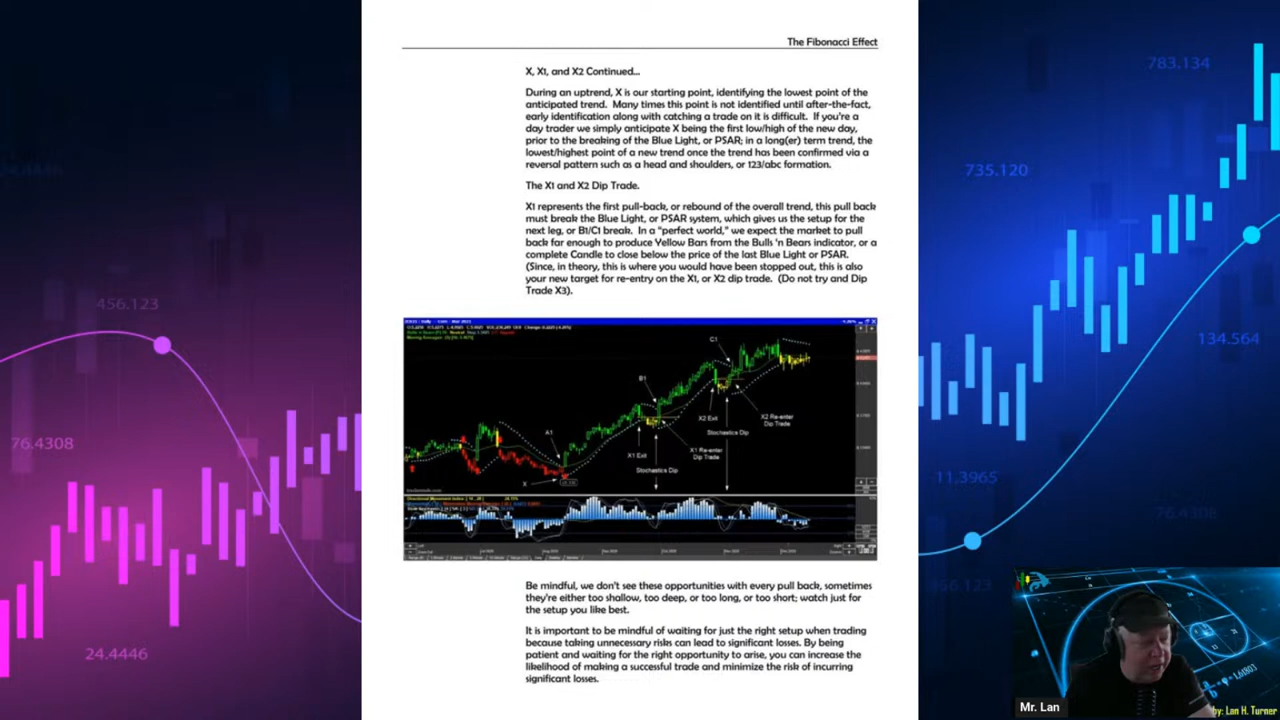 The Fibonacci Effect
X, X1, and X2 Continued...
During an uptrend, X is our starting point, identifying the lowest point of the
anticipated trend. Many times this point is not identified until after-the-fact,
early identification along with catching a trade on it is difficult. If you're a
day trader we simply anticipate X being the first low/high of the new day,
prior to the breaking of the Blue Light, or PSAR; in a long(er) term trend, the
lowest/highest point of a new trend once the trend has been confirmed via a
reversal pattern such as a head and shoulders, or 123/abc formation.
The X1 and X2 Dip Trade.
X1 represents the first pull-back, or rebound of the overall trend, this pull back
must break the Blue Light, or PSAR system, which gives us the setup for the
next leg, or B1/C1 break. In a "perfect world," we expect the market to pull
back far enough to produce Yellow Bars from the Bulls 'n Bears indicator, or a
complete Candle to close below the price of the last Blue Light or PSAR.
(Since, in theory, this is where you would have been stopped out, this is also
your new target for re-entry on the X1, or X2 dip trade. (Do not try and Dip
Trade X3).
C1
B1
A1
X
X1 Exit
Stochastics Dip
X1 Re-enter
Dip Trade
X2 Exit
Stochastics Dip
X2 Re-enter
Dip Trade
Be mindful, we don't see these opportunities with every pull back, sometimes
they're either too shallow, too deep, or too long, or too short; watch just for
the setup you like best.
It is important to be mindful of waiting for just the right setup when trading
because taking unnecessary risks can lead to significant losses. By being
patient and waiting for the right opportunity to arise, you can increase the
likelihood of making a successful trade and minimize the risk of incurring
significant losses.
456.123
76.4308
24.4446
783,134
735.120
134.564
11,3965
76.4308
Mr. Lan
by: Lan H. Turner